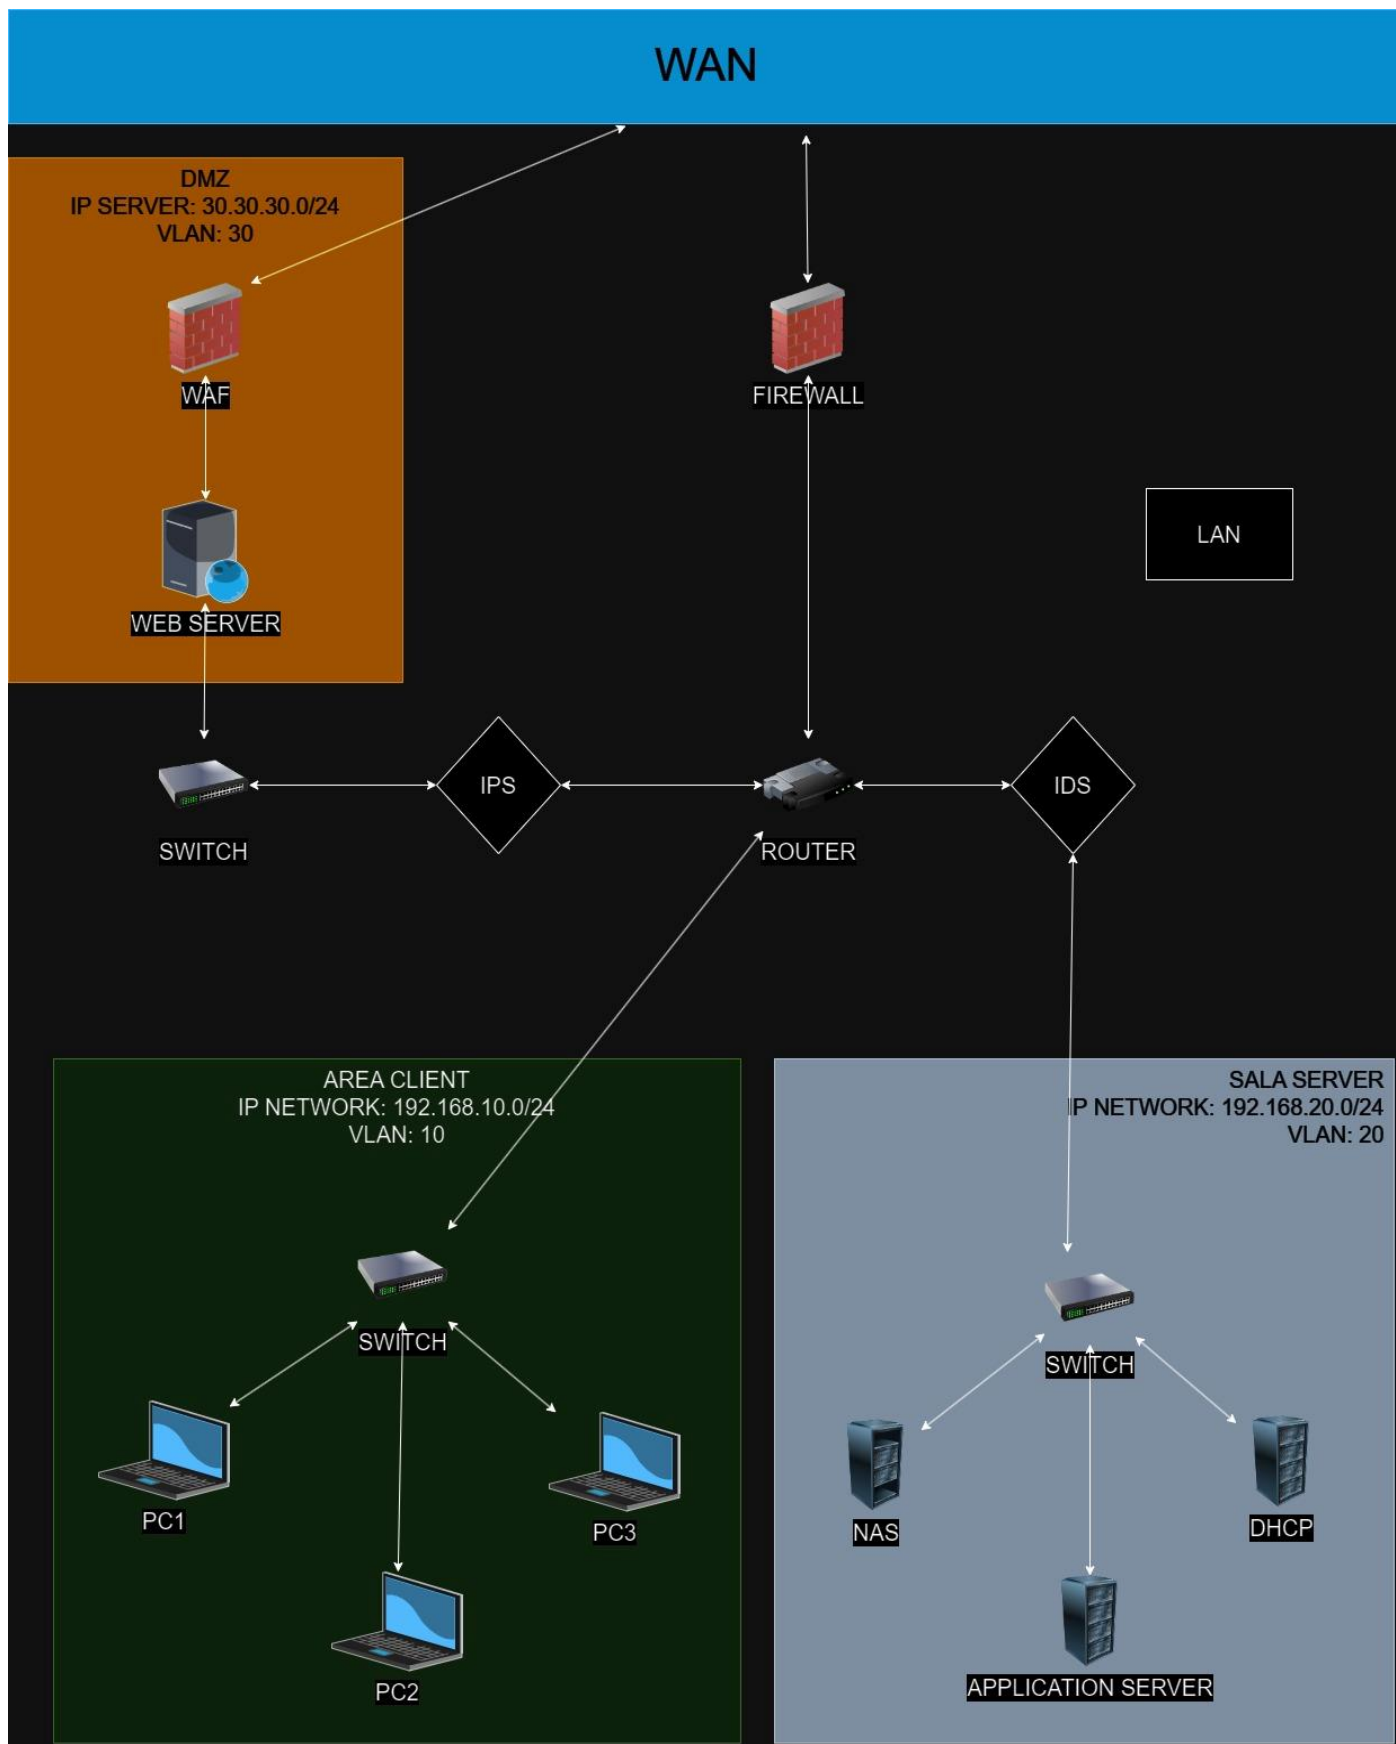 WAN
DMZ
IP SERVER: 30.30.30.0/24
VLAN: 30
WAF
FIREWALL
LAN
WEB SERVER
IPS
IDS
SWITCH
ROUTER
AREA CLIENT
IP NETWORK: 192.168.10.0/24
VLAN: 10
SALA SERVER
IP NETWORK: 192.168.20.0/24
VLAN: 20
SWITCH
SWITCH
PC1
PC3
NAS
DHCP
PC2
APPLICATION SERVER